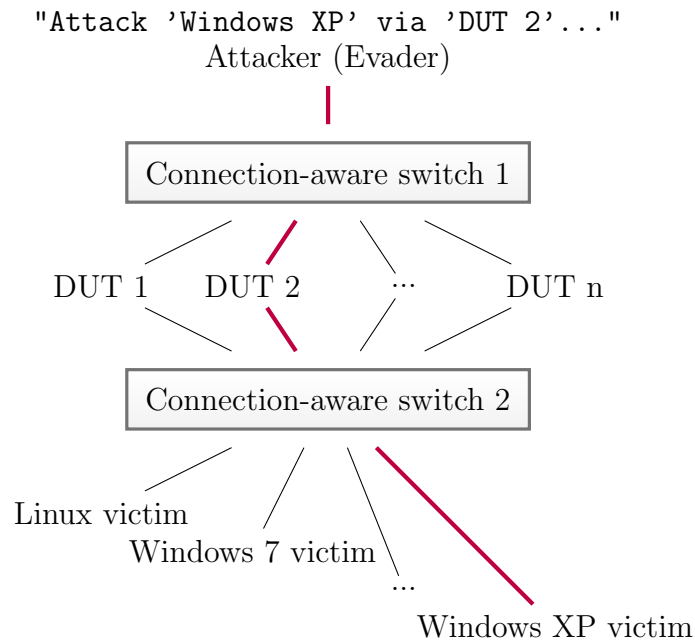 "Attack 'Windows XP' via 'DUT 2'..."
Attacker (Evader)
Connection-aware switch 1
DUT 1 DUT 2 ... DUT n
Connection-aware switch 2
Linux victim
Windows 7 victim
...
Windows XP victim